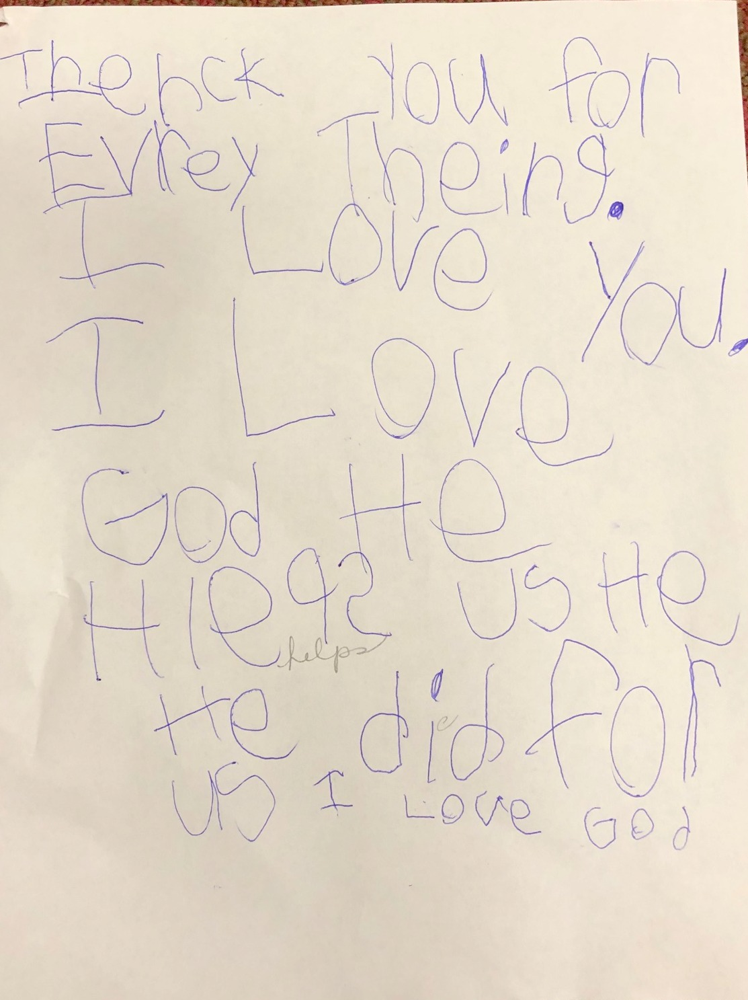 Thenck You for
Evrey Theing.
I Love You.
I Love
God He
Hleqs us He
helps
He did for
us I Love God